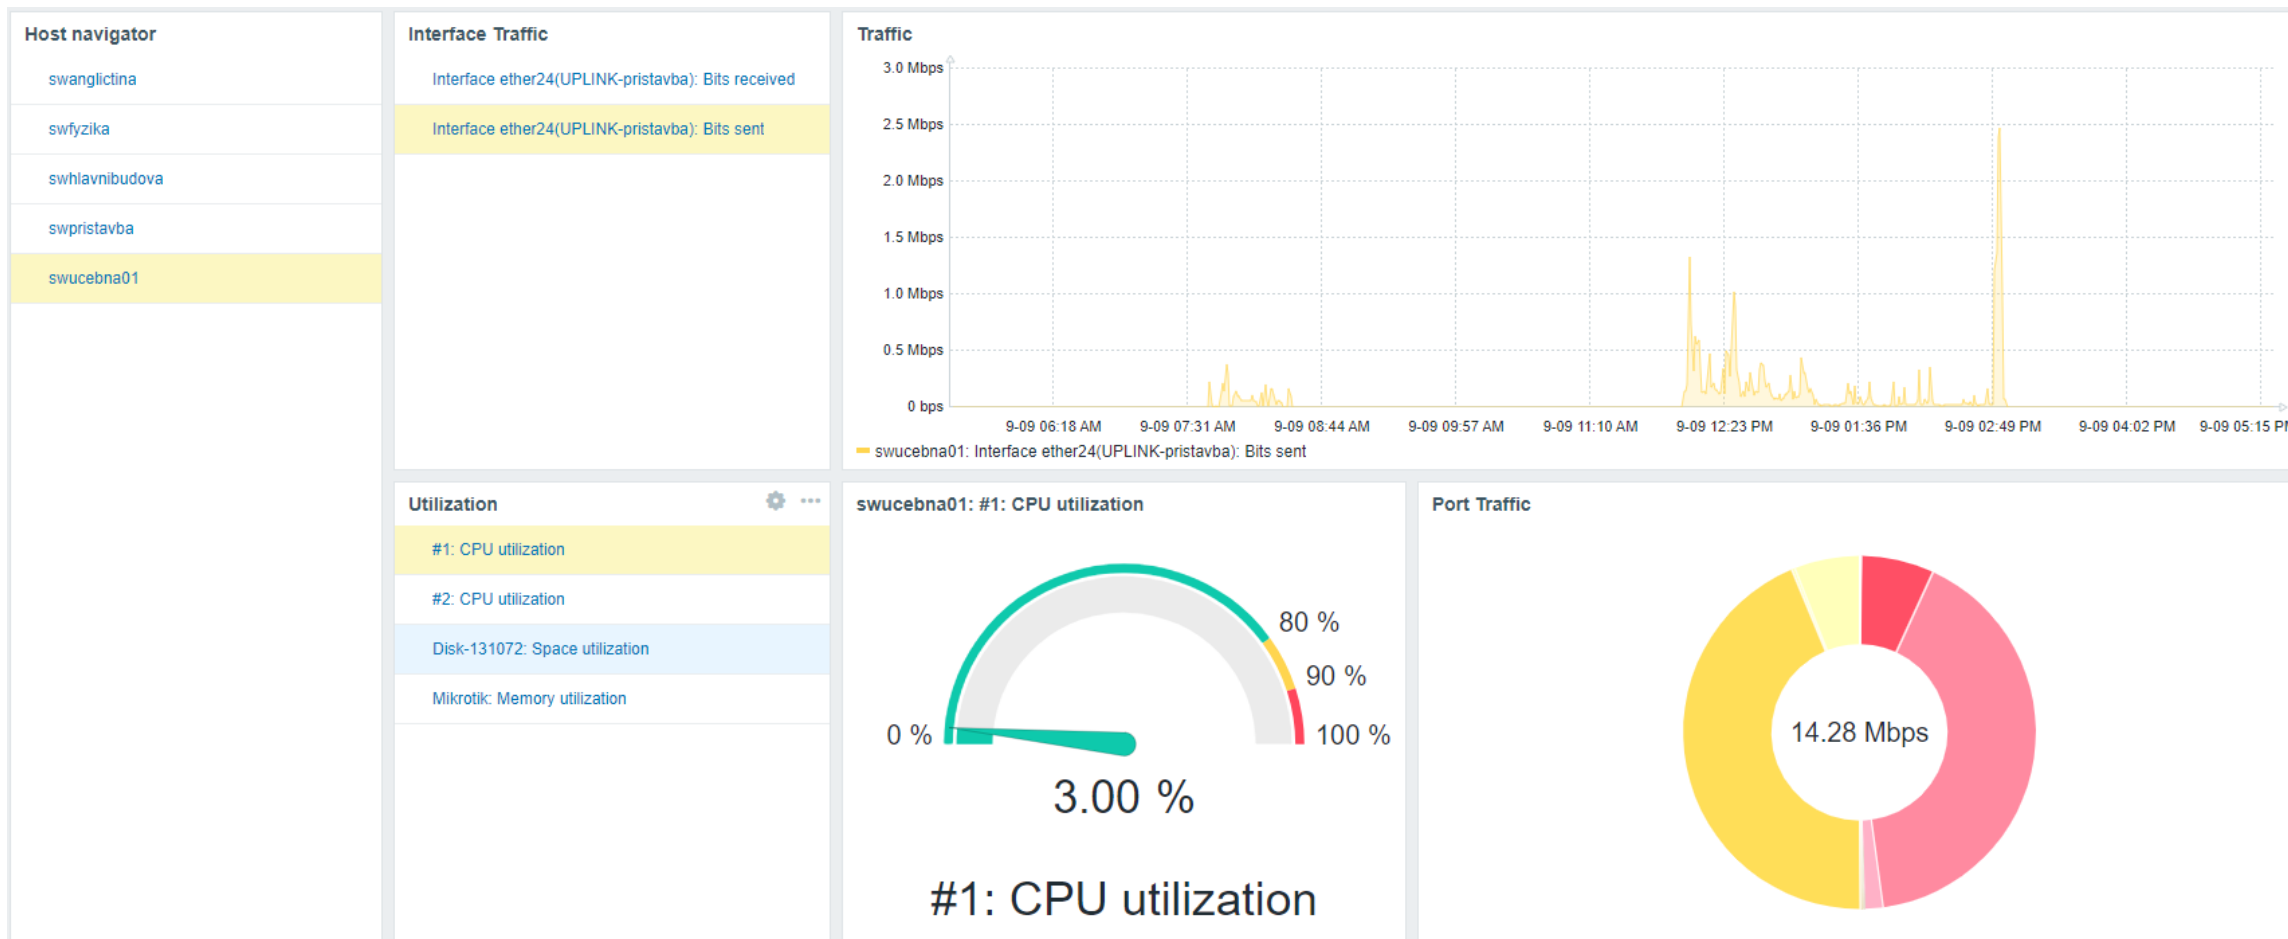 Host navigator
swanglictina
swfyzika
swhlavnibudova
swpristavba
swucebna01
Interface Traffic
Interface ether24(UPLINK-pristavba): Bits received
Interface ether24(UPLINK-pristavba): Bits sent
Traffic
3.0 Mbps
2.5 Mbps
2.0 Mbps
1.5 Mbps
1.0 Mbps
0.5 Mbps
0 bps
9-09 06:18 AM 9-09 07:31 AM 9-09 08:44 AM 9-09 09:57 AM 9-09 11:10 AM 9-09 12:23 PM 9-09 01:36 PM 9-09 02:49 PM 9-09 04:02 PM 9-09 05:15 PM
swucebna01: Interface ether24(UPLINK-pristavba): Bits sent
Utilization
#1: CPU utilization
#2: CPU utilization
Disk-131072: Space utilization
Mikrotik: Memory utilization
swucebna01: #1: CPU utilization
80 %
90 %
0 %
100 %
3.00 %
#1: CPU utilization
Port Traffic
14.28 Mbps